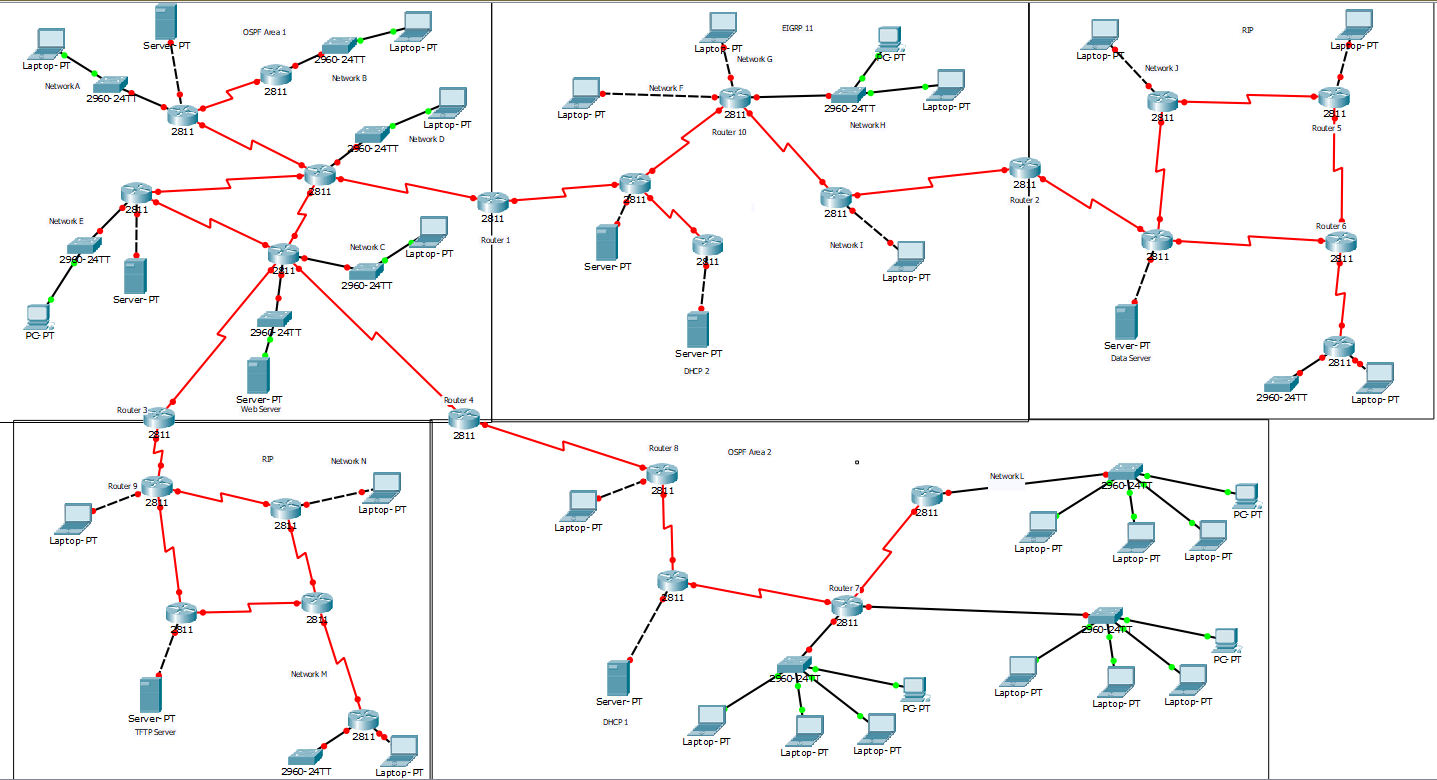 OSPF Area 1
Server-PT
Laptop-PT
Laptop-PT
2960-24TT
Network A
2960-24TT
2811
Network B
2811
Laptop-PT
Network D
2960-24TT
2811
2811
Network E
2960-24TT
Server-PT
PC-PT
2811
Network C
Laptop-PT
2960-24TT
2960-24TT
Server-PT
Web Server
2811
Router 1
EIGRP 11
Laptop-PT
Network G
PC-PT
Network F
Laptop-PT
2811
Router 10
2960-24TT
Laptop-PT
Network H
2811
Server-PT
2811
Server-PT
DHCP 2
2811
Network I
Laptop-PT
2811
Router 2
RIP
Laptop-PT
Laptop-PT
Network J
2811
2811
Router 5
2811
Router 6
2811
Server-PT
Data Server
2811
2960-24TT
Laptop-PT
Router 3
2811
Router 4
2811
RIP
Network N
Router 9
2811
Laptop-PT
Laptop-PT
2811
2811
2811
Server-PT
TFTP Server
Network M
2811
2960-24TT
Laptop-PT
Router 8
2811
OSPF Area 2
Laptop-PT
2811
Server-PT
DHCP 1
Router 7
2811
2811
Network L
2960-24TT
PC-PT
Laptop-PT
Laptop-PT
Laptop-PT
2960-24TT
PC-PT
Laptop-PT
Laptop-PT
Laptop-PT
2960-24TT
PC-PT
Laptop-PT
Laptop-PT
Laptop-PT